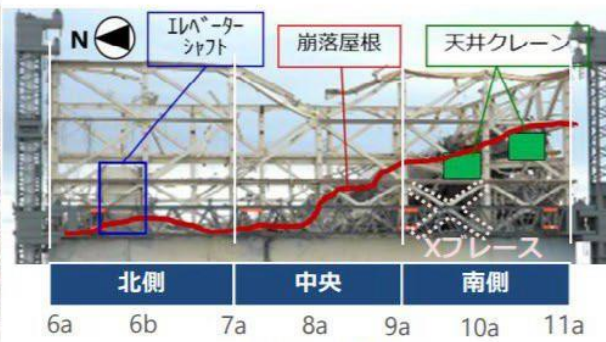 N
ｴﾚﾍﾞｰﾀｰ
ｼｬﾌﾄ
崩落屋根
天井クレーン
Xブレース
北側 中央 南側
6a 6b 7a 8a 9a 10a 11a